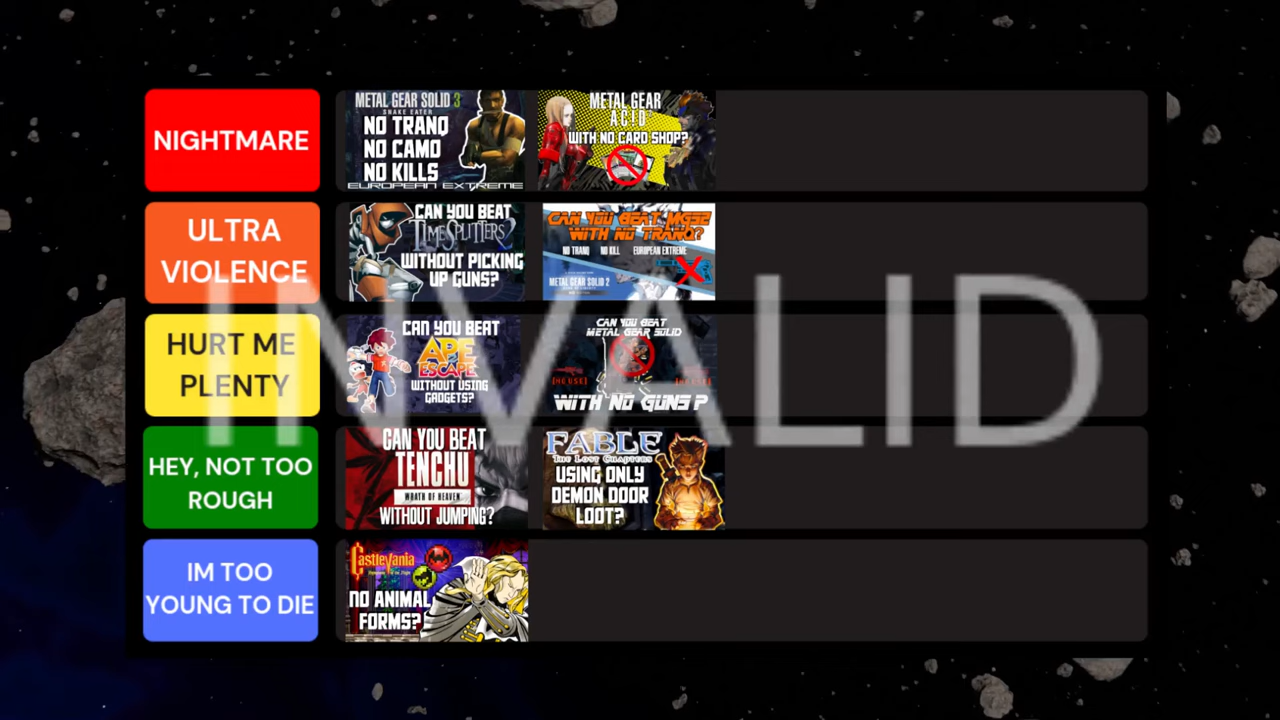 NIGHTMARE
METAL GEAR SOLID 3
SNAKE EATER
NO TRANQ
NO CAMO
NO KILLS
EUROPEAN EXTREME
METAL GEAR
AC!D
WITH NO CARD SHOP?
ULTRA
VIOLENCE
CAN YOU BEAT
TIMESPLITTERS 2
WITHOUT PICKING
UP GUNS?
CAN YOU BEAT MGS2
WITH NO TRANQ?
NO TRANQ NO KILL EUROPEAN EXTREME
METAL GEAR SOLID 2
INVALID
HURT ME
PLENTY
CAN YOU BEAT
APE
ESCAPE
WITHOUT USING
GADGETS?
CAN YOU BEAT
METAL GEAR SOLID
WITH NO GUNS?
HEY, NOT TOO
ROUGH
CAN YOU BEAT
TENCHU
WRATH OF HEAVEN
WITHOUT JUMPING?
FABLE
The Lost Chapters
USING ONLY
DEMON DOOR
LOOT?
IM TOO
YOUNG TO DIE
Castlevania
NO ANIMAL
FORMS?